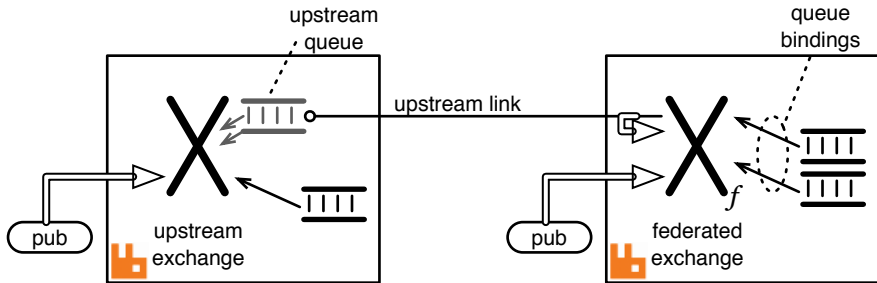 upstream
queue
queue
bindings
upstream link
f
pub
upstream
exchange
pub
federated
exchange